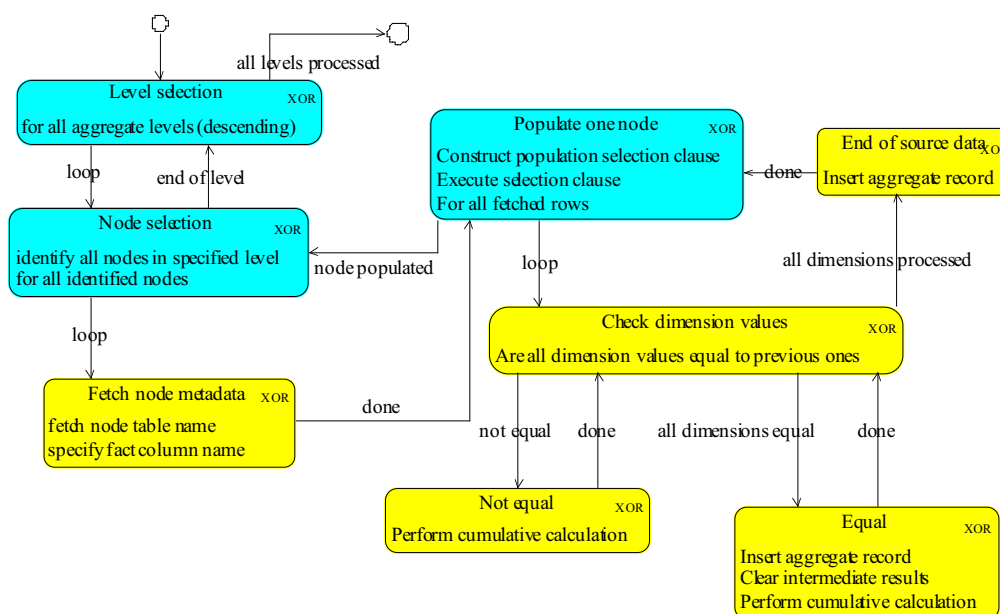 all levels processed
Level selection
XOR
for all aggregate levels (descending)
loop
end of level
Node selection
XOR
identify all nodes in specified level
for all identified nodes
node populated
loop
Fetch node metadata
XOR
fetch node table name
specify fact column name
done
Populate one node
XOR
Construct population selection clause
Execute selection clause
For all fetched rows
done
End of source data
XO
Insert aggregate record
loop
all dimensions processed
Check dimension values
XOR
Are all dimension values equal to previous ones
not equal
done
all dimensions equal
done
Not equal
XOR
Perform cumulative calculation
Equal
XOR
Insert aggregate record
Clear intermediate results
Perform cumulative calculation